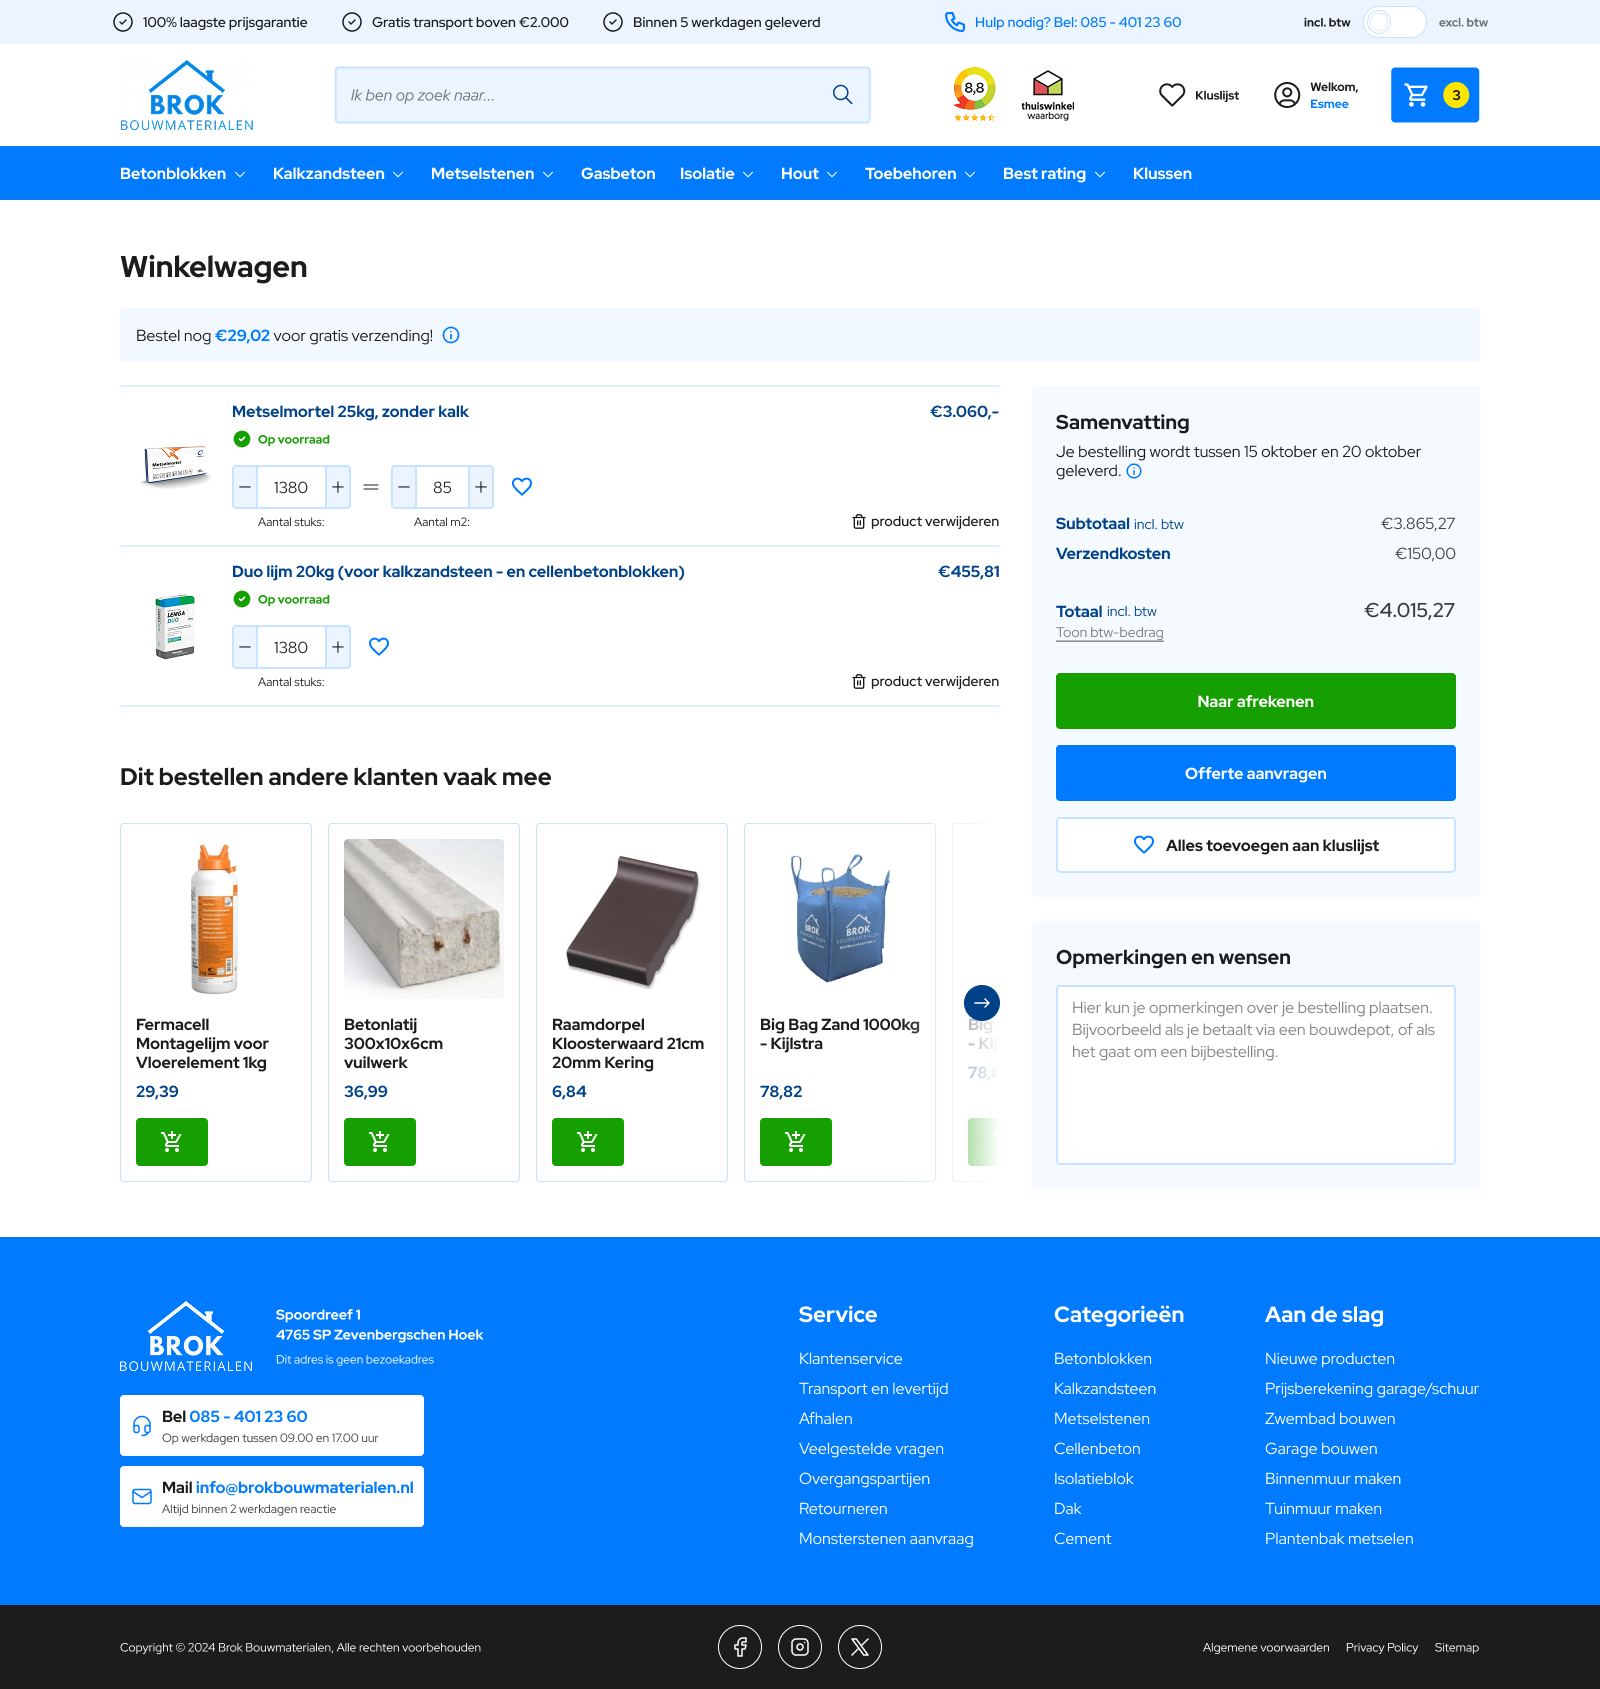 100% laagste prijsgarantie
Gratis transport boven €2.000
Binnen 5 werkdagen geleverd
Hulp nodig? Bel: 085 - 401 23 60
incl. btw
excl. btw
BROK
BOUWMATERIALEN
Ik ben op zoek naar...
8,8
thuiswinkel
waarborg
Kluslijst
Welkom,
Esmee
3
Betonblokken
Kalkzandsteen
Metselstenen
Gasbeton
Isolatie
Hout
Toebehoren
Best rating
Klussen
Winkelwagen
Bestel nog €29,02 voor gratis verzending!
Metselmortel 25kg, zonder kalk
€3.060,-
Op voorraad
Metselmortel
1380
=
85
Aantal stuks:
Aantal m2:
product verwijderen
Duo lijm 20kg (voor kalkzandsteen - en cellenbetonblokken)
€455,81
Op voorraad
LENGA
DUO
1380
Aantal stuks:
product verwijderen
Samenvatting
Je bestelling wordt tussen 15 oktober en 20 oktober
geleverd.
Subtotaal incl. btw
€3.865,27
Verzendkosten
€150,00
Totaal incl. btw
€4.015,27
Toon btw-bedrag
Naar afrekenen
Offerte aanvragen
Alles toevoegen aan kluslijst
Dit bestellen andere klanten vaak mee
BROK
BROK
Fermacell
Montagelijm voor
Vloerelement 1kg
29,39
Betonlatij
300x10x6cm
vuilwerk
36,99
Raamdorpel
Kloosterwaard 21cm
20mm Kering
6,84
Big Bag Zand 1000kg
- Kijlstra
78,82
Big
- Kij
78,8
Opmerkingen en wensen
Hier kun je opmerkingen over je bestelling plaatsen.
Bijvoorbeeld als je betaalt via een bouwdepot, of als
het gaat om een bijbestelling.
BROK
BOUWMATERIALEN
Spoordreef 1
4765 SP Zevenbergschen Hoek
Dit adres is geen bezoekadres
Bel 085 - 401 23 60
Op werkdagen tussen 09.00 en 17.00 uur
Mail info@brokbouwmaterialen.nl
Altijd binnen 2 werkdagen reactie
Service
Klantenservice
Transport en levertijd
Afhalen
Veelgestelde vragen
Overgangspartijen
Retourneren
Monsterstenen aanvraag
Categorieën
Betonblokken
Kalkzandsteen
Metselstenen
Cellenbeton
Isolatieblok
Dak
Cement
Aan de slag
Nieuwe producten
Prijsberekening garage/schuur
Zwembad bouwen
Garage bouwen
Binnenmuur maken
Tuinmuur maken
Plantenbak metselen
Copyright © 2024 Brok Bouwmaterialen, Alle rechten voorbehouden
Algemene voorwaarden
Privacy Policy
Sitemap